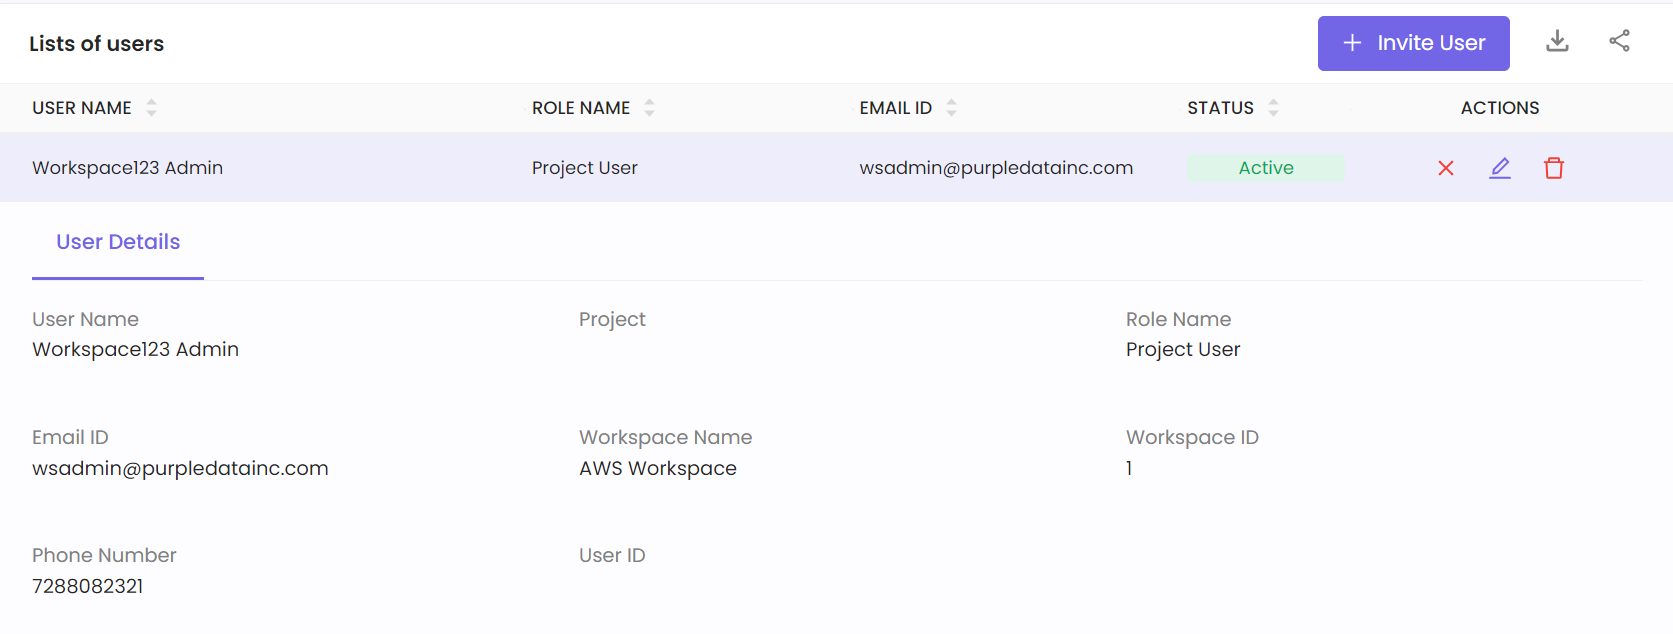 Lists of users
Invite User
USER NAME ROLE NAME EMAIL ID STATUS ACTIONS
Workspace123 Admin Project User wsadmin@purpledatainc.com Active
User Details
User Name Project Role Name
Workspace123 Admin Project User
Email ID Workspace Name Workspace ID
wsadmin@purpledatainc.com AWS Workspace 1
Phone Number User ID
7288082321